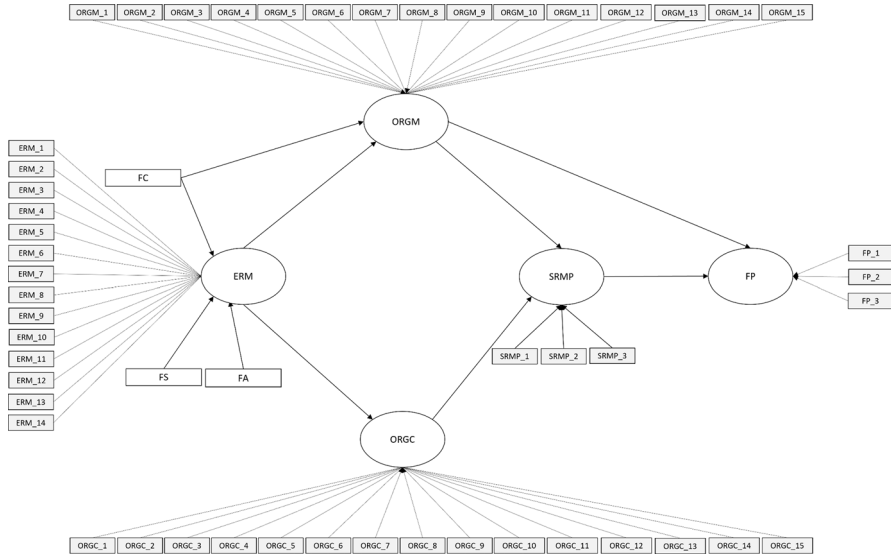 ORGM_1 ORGM_2 ORGM_3 ORGM_4 ORGM_5 ORGM_6 ORGM_7 ORGM_8 ORGM_9 ORGM_10 ORGM_11 ORGM_12 ORGM_13 ORGM_14 ORGM_15
ORGM
ERM_1
ERM_2
ERM_3
ERM_4
ERM_5
ERM_6
ERM_7
ERM_8
ERM_9
ERM_10
ERM_11
ERM_12
ERM_13
ERM_14
FC
ERM
FS
FA
SRMP
SRMP_1 SRMP_2 SRMP_3
FP
FP_1
FP_2
FP_3
ORGC
ORGC_1 ORGC_2 ORGC_3 ORGC_4 ORGC_5 ORGC_6 ORGC_7 ORGC_8 ORGC_9 ORGC_10 ORGC_11 ORGC_12 ORGC_13 ORGC_14 ORGC_15